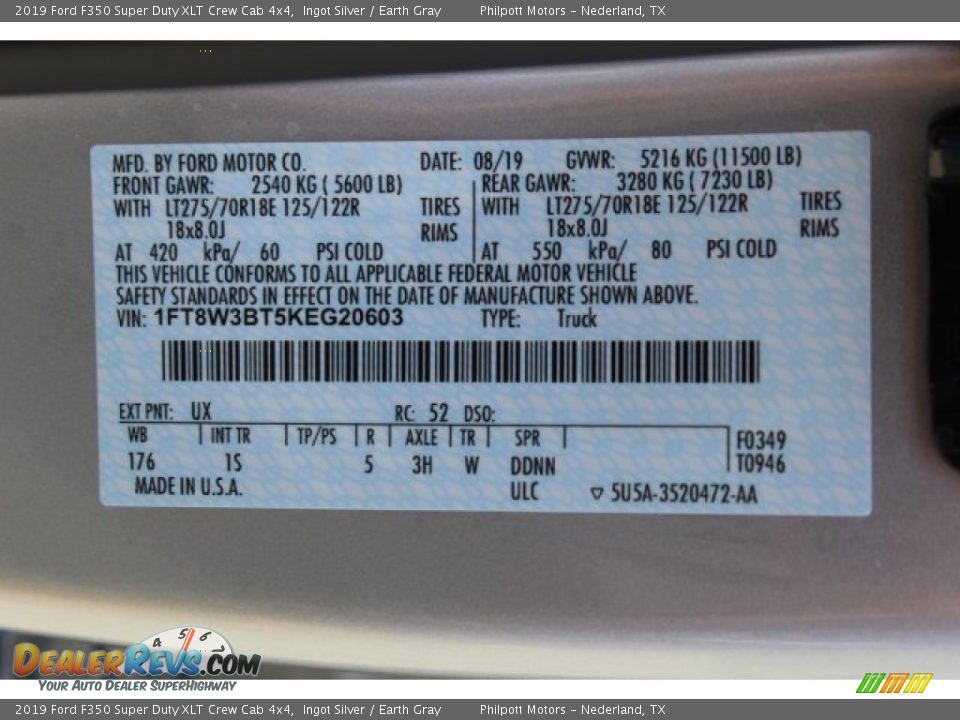 2019 Ford F350 Super Duty XLT Crew Cab 4x4, Ingot Silver / Earth Gray Philpott Motors - Nederland, TX
MFD. BY FORD MOTOR CO. DATE: 08/19 GVWR: 5216 KG (11500 LB)
FRONT GAWR: 2540 KG ( 5600 LB) REAR GAWR: 3280 KG ( 7230 LB)
WITH LT275/70R18E 125/122R TIRES WITH LT275/70R18E 125/122R TIRES
18x8.0J RIMS 18x8.0J RIMS
AT 420 kPa/ 60 PSI COLD AT 550 kPa/ 80 PSI COLD
THIS VEHICLE CONFORMS TO ALL APPLICABLE FEDERAL MOTOR VEHICLE
SAFETY STANDARDS IN EFFECT ON THE DATE OF MANUFACTURE SHOWN ABOVE.
VIN: 1FT8W3BT5KEG20603 TYPE: Truck
EXT PNT: UX RC: 52 DSO:
WB INT TR TP/PS R AXLE TR SPR F0349
176 1S 5 3H W DDNN T0946
MADE IN U.S.A. ULC ▽ 5U5A-3520472-AA
4 5 6
DealerRevs.com
Your Auto Dealer SuperHighway
2019 Ford F350 Super Duty XLT Crew Cab 4x4, Ingot Silver / Earth Gray Philpott Motors - Nederland, TX